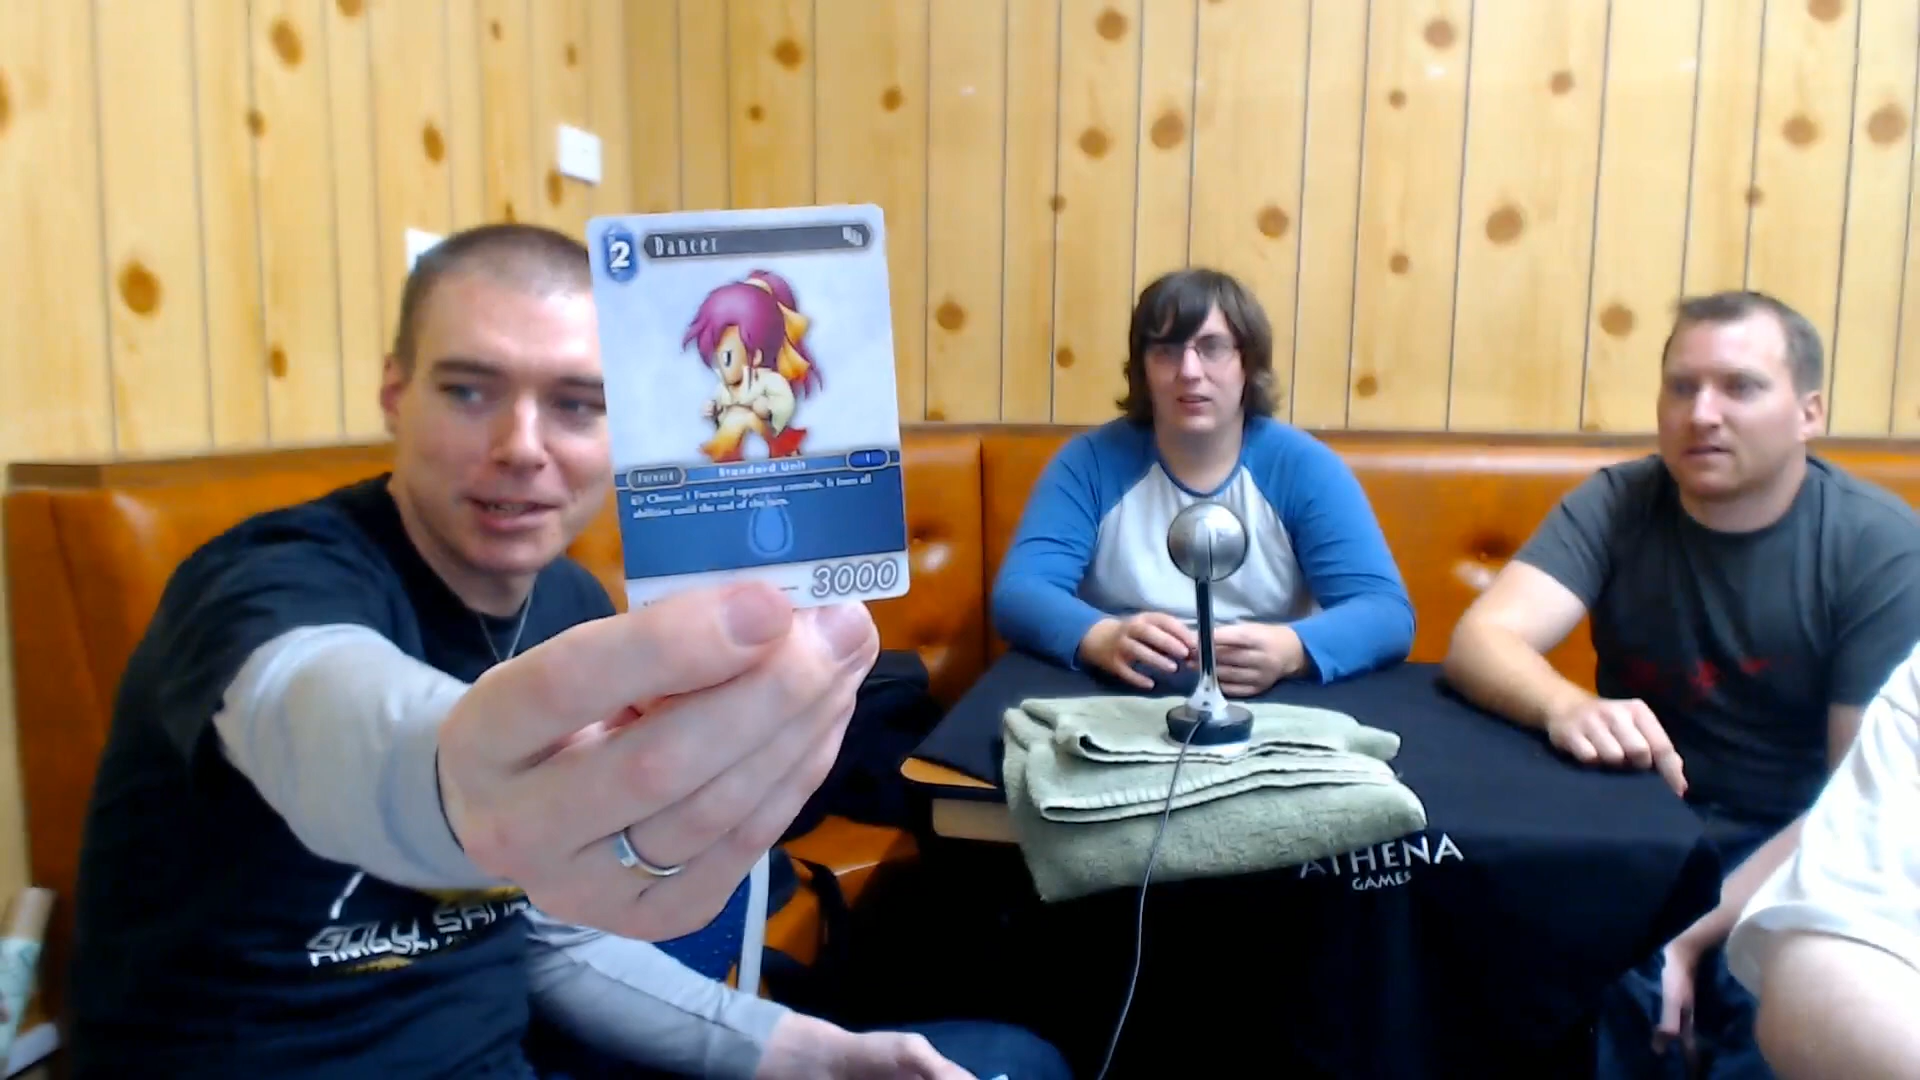 2
Dancer
Forward
Standard Unit
1
Choose 1 Forward opponent controls. It loses all
abilities until the end of the turn.
3000
ATHENA
GAMES